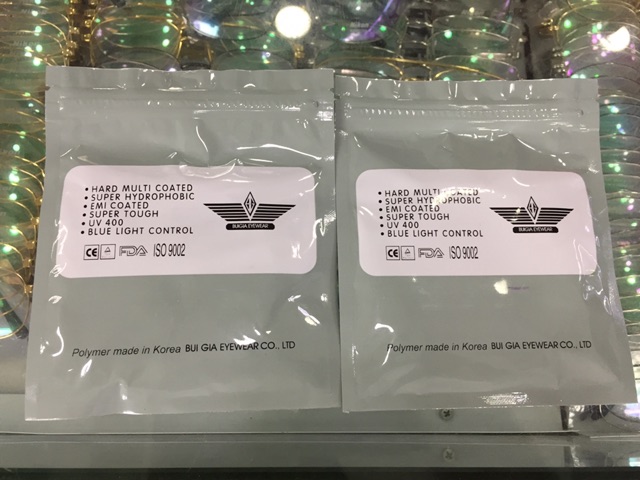 • HARD MULTI COATED
• SUPER HYDROPHOBIC
• EMI COATED
• SUPER TOUGH
• UV 400
• BLUE LIGHT CONTROL
BUIGIA EYEWEAR
CE FDA ISO 9002
Polymer made in Korea BUI GIA EYEWEAR CO., LTD
• HARD MULTI COATED
• SUPER HYDROPHOBIC
• EMI COATED
• SUPER TOUGH
• UV 400
• BLUE LIGHT CONTROL
BUIGIA EYEWEAR
CE FDA ISO 9002
Polymer made in Korea BUI GIA EYEWEAR CO., LTD